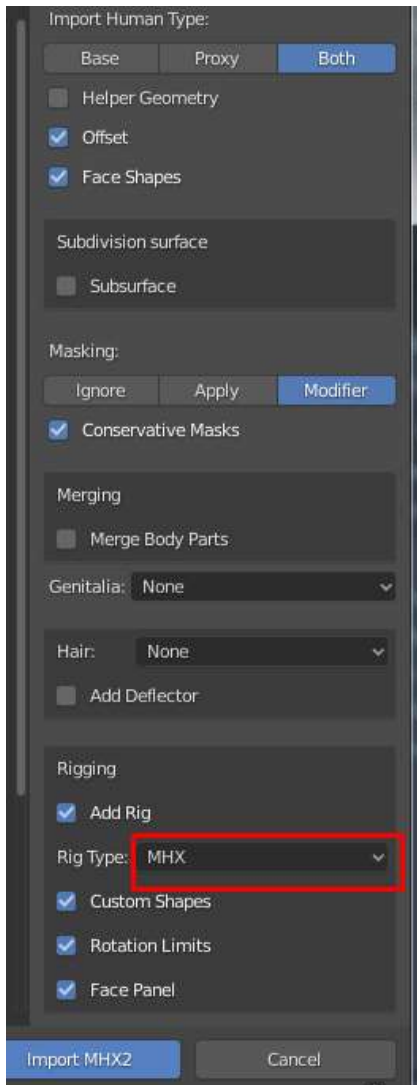 Import Human Type:
Base Proxy Both
Helper Geometry
Offset
Face Shapes
Subdivision surface
Subsurface
Masking:
Ignore Apply Modifier
Conservative Masks
Merging
Merge Body Parts
Genitalia: None
Hair: None
Add Deflector
Rigging
Add Rig
Rig Type: MHX
Custom Shapes
Rotation Limits
Face Panel
Import MHX2 Cancel